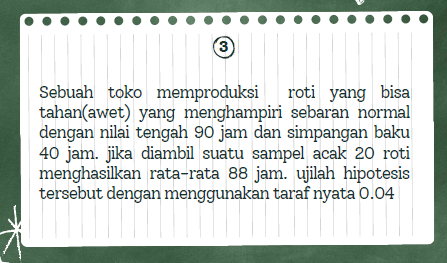 3
Sebuah toko memproduksi roti yang bisa
tahan(awet) yang menghampiri sebaran normal
dengan nilai tengah 90 jam dan simpangan baku
40 jam. jika diambil suatu sampel acak 20 roti
menghasilkan rata-rata 88 jam. ujilah hipotesis
tersebut dengan menggunakan taraf nyata 0.04